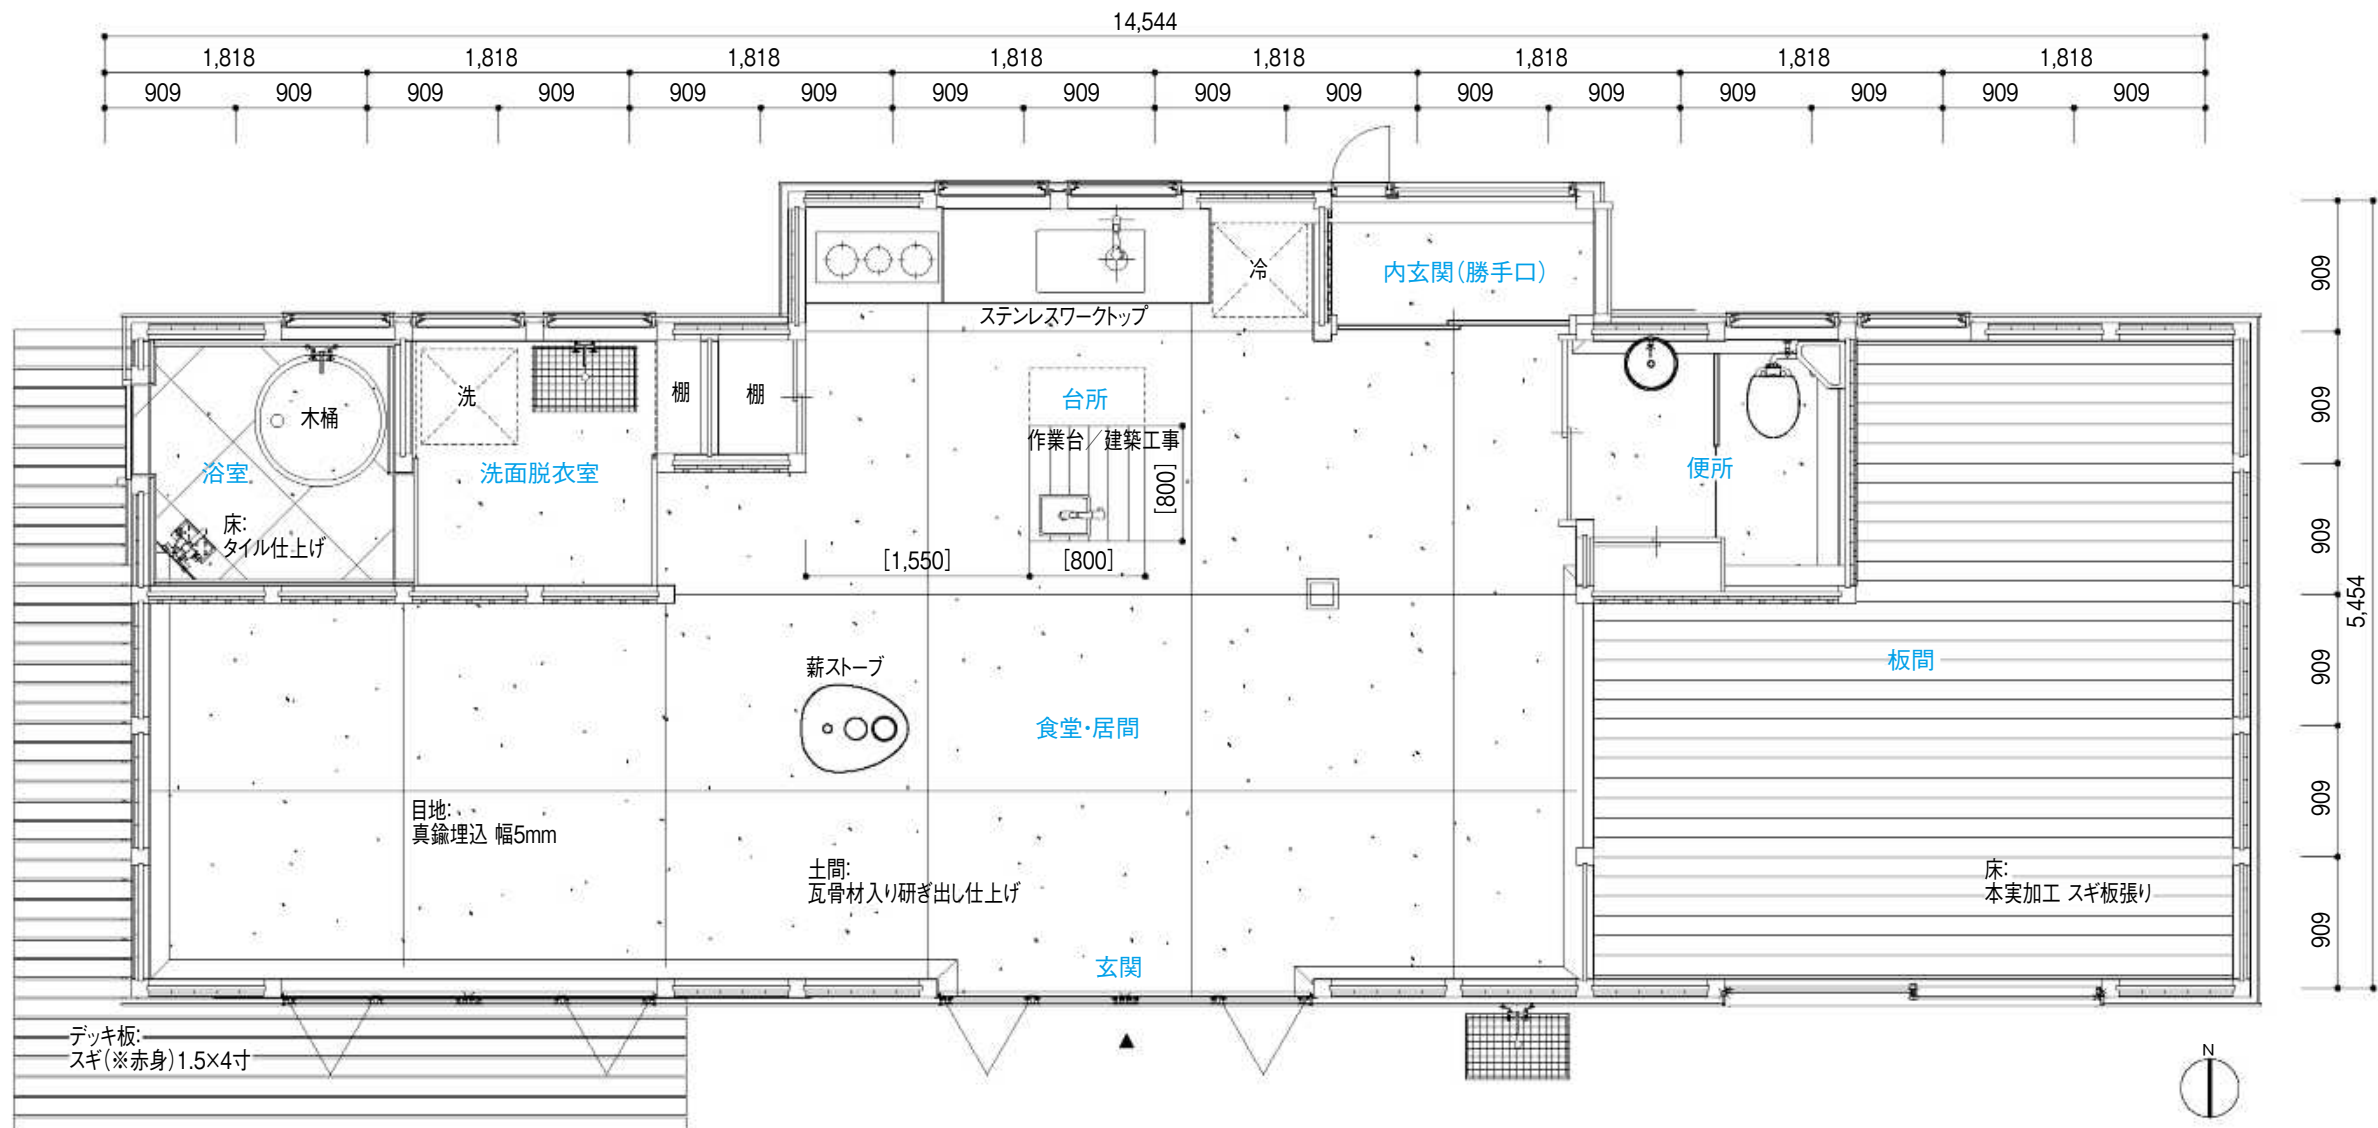 14,544
1,818 1,818 1,818 1,818 1,818 1,818 1,818 1,818
909 909 909 909 909 909 909 909 909 909 909 909 909 909 909 909
冷
内玄関(勝手口)
ステンレスワークトップ
木桶
洗
棚
棚
台所
作業台/建築工事
[800]
浴室
洗面脱衣室
便所
床:
タイル仕上げ
[1,550]
[800]
薪ストーブ
食堂・居間
板間
目地:
真鍮埋込 幅5mm
土間:
瓦骨材入り研ぎ出し仕上げ
床:
本実加工 スギ板張り
玄関
デッキ板:
スギ(※赤身)1.5×4寸
▲
N
909
909
909
909
909
909
5,454